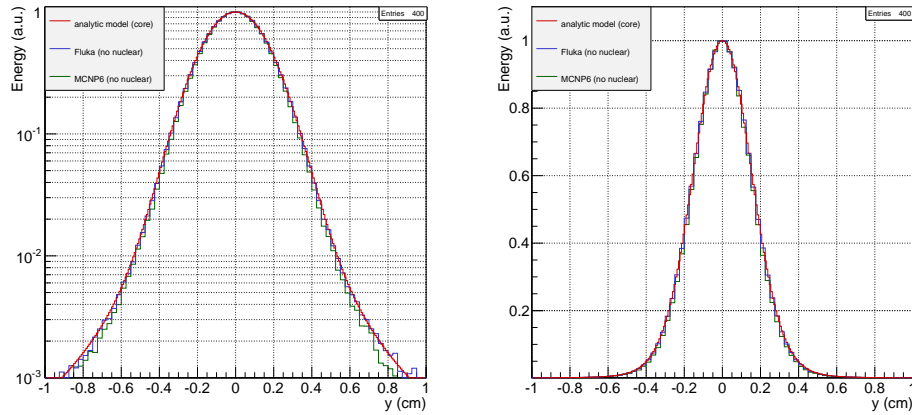 Energy (a.u.)
Entries 400
analytic model (core)
Fluka (no nuclear)
MCNP6 (no nuclear)
1
10-1
10-2
10-3
-1 -0.8 -0.6 -0.4 -0.2 0 0.2 0.4 0.6 0.8 1
y (cm)
Energy (a.u.)
Entries 400
analytic model (core)
Fluka (no nuclear)
MCNP6 (no nuclear)
1
0.8
0.6
0.4
0.2
-1 -0.8 -0.6 -0.4 -0.2 0 0.2 0.4 0.6 0.8 1
y (cm)